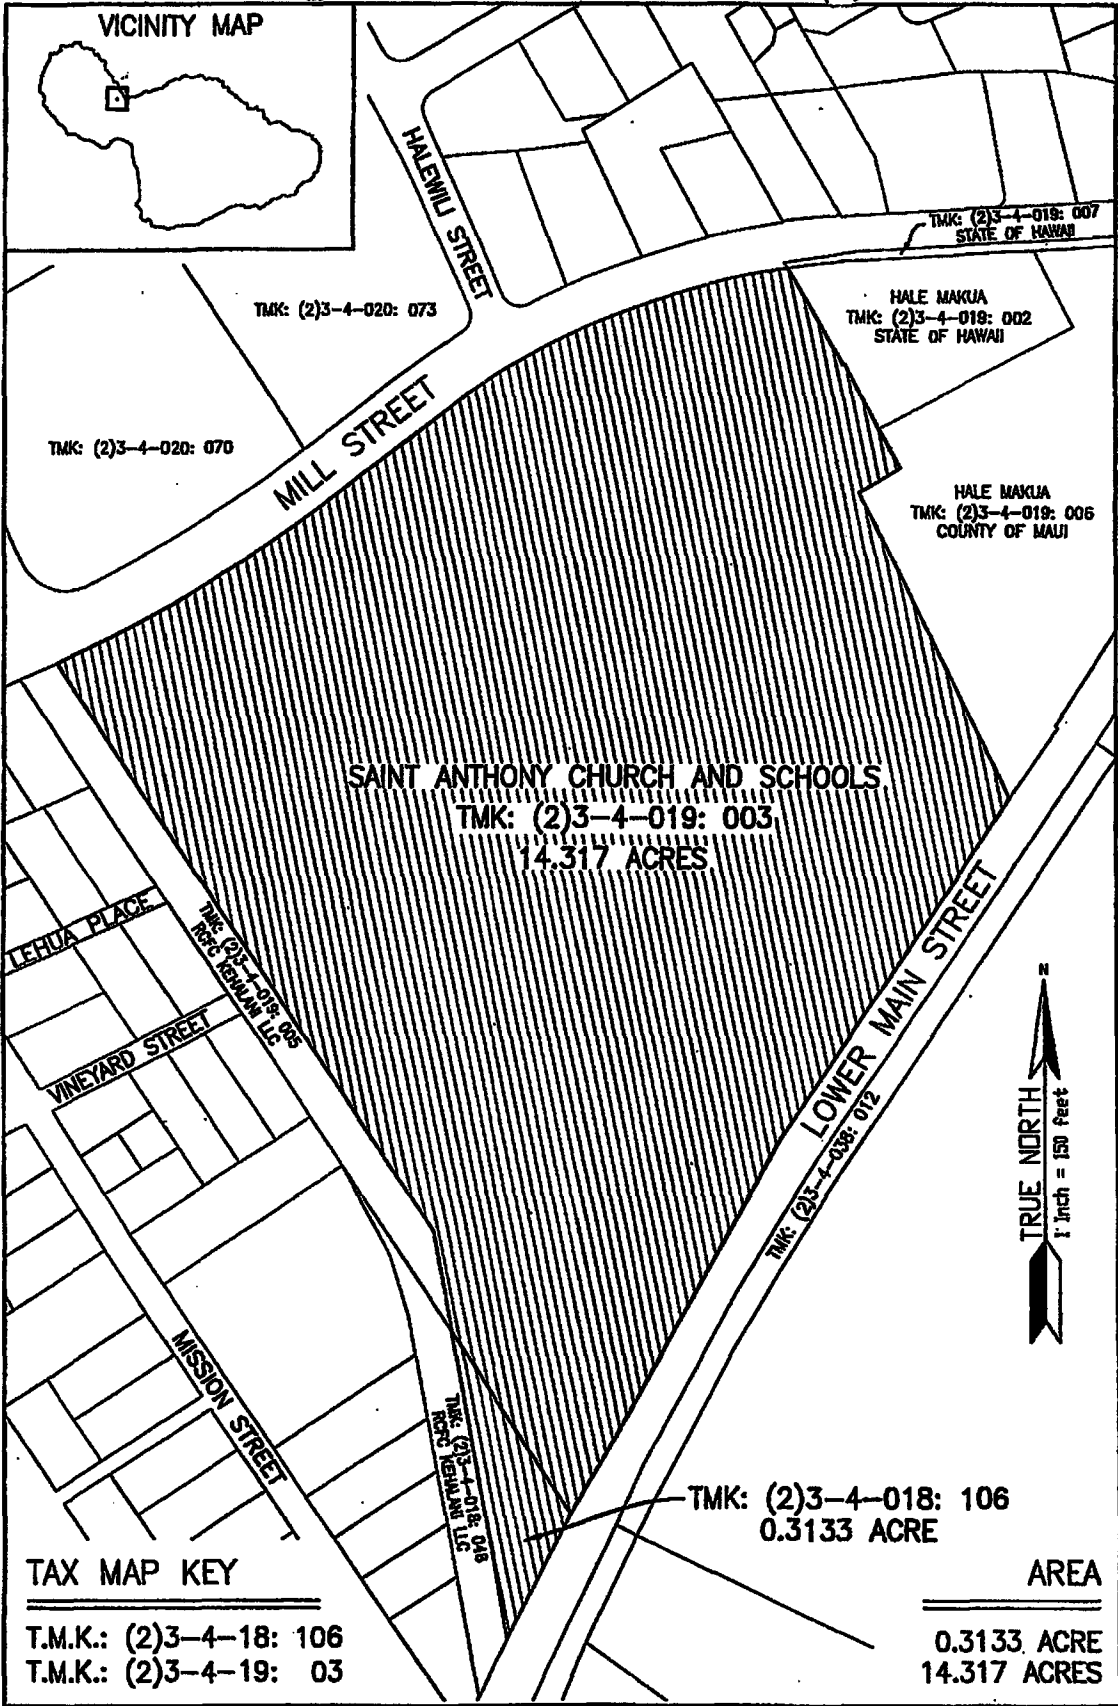 VICINITY MAP
HALEWILI STREET
TMK: (2)3-4-019: 007
STATE OF HAWAII
TMK: (2)3-4-020: 073
HALE MAKUA
TMK: (2)3-4-019: 002
STATE OF HAWAII
MILL STREET
TMK: (2)3-4-020: 070
HALE MAKUA
TMK: (2)3-4-019: 006
COUNTY OF MAUI
SAINT ANTHONY CHURCH AND SCHOOLS
TMK: (2)3-4-019: 003
14.317 ACRES
LEHUA PLACE
TMK: (2)3-4-019: 005
RCFC KEHALANI LLC
VINEYARD STREET
LOWER MAIN STREET
TMK: (2)3-4-038: 012
N
TRUE NORTH
1" Inch = 150 feet
MISSION STREET
TMK: (2)3-4-018: 048
RCFC KEHALANI LLC
TMK: (2)3-4-018: 106
0.3133 ACRE
TAX MAP KEY
T.M.K.: (2)3-4-18: 106
T.M.K.: (2)3-4-19: 03
AREA
0.3133 ACRE
14.317 ACRES